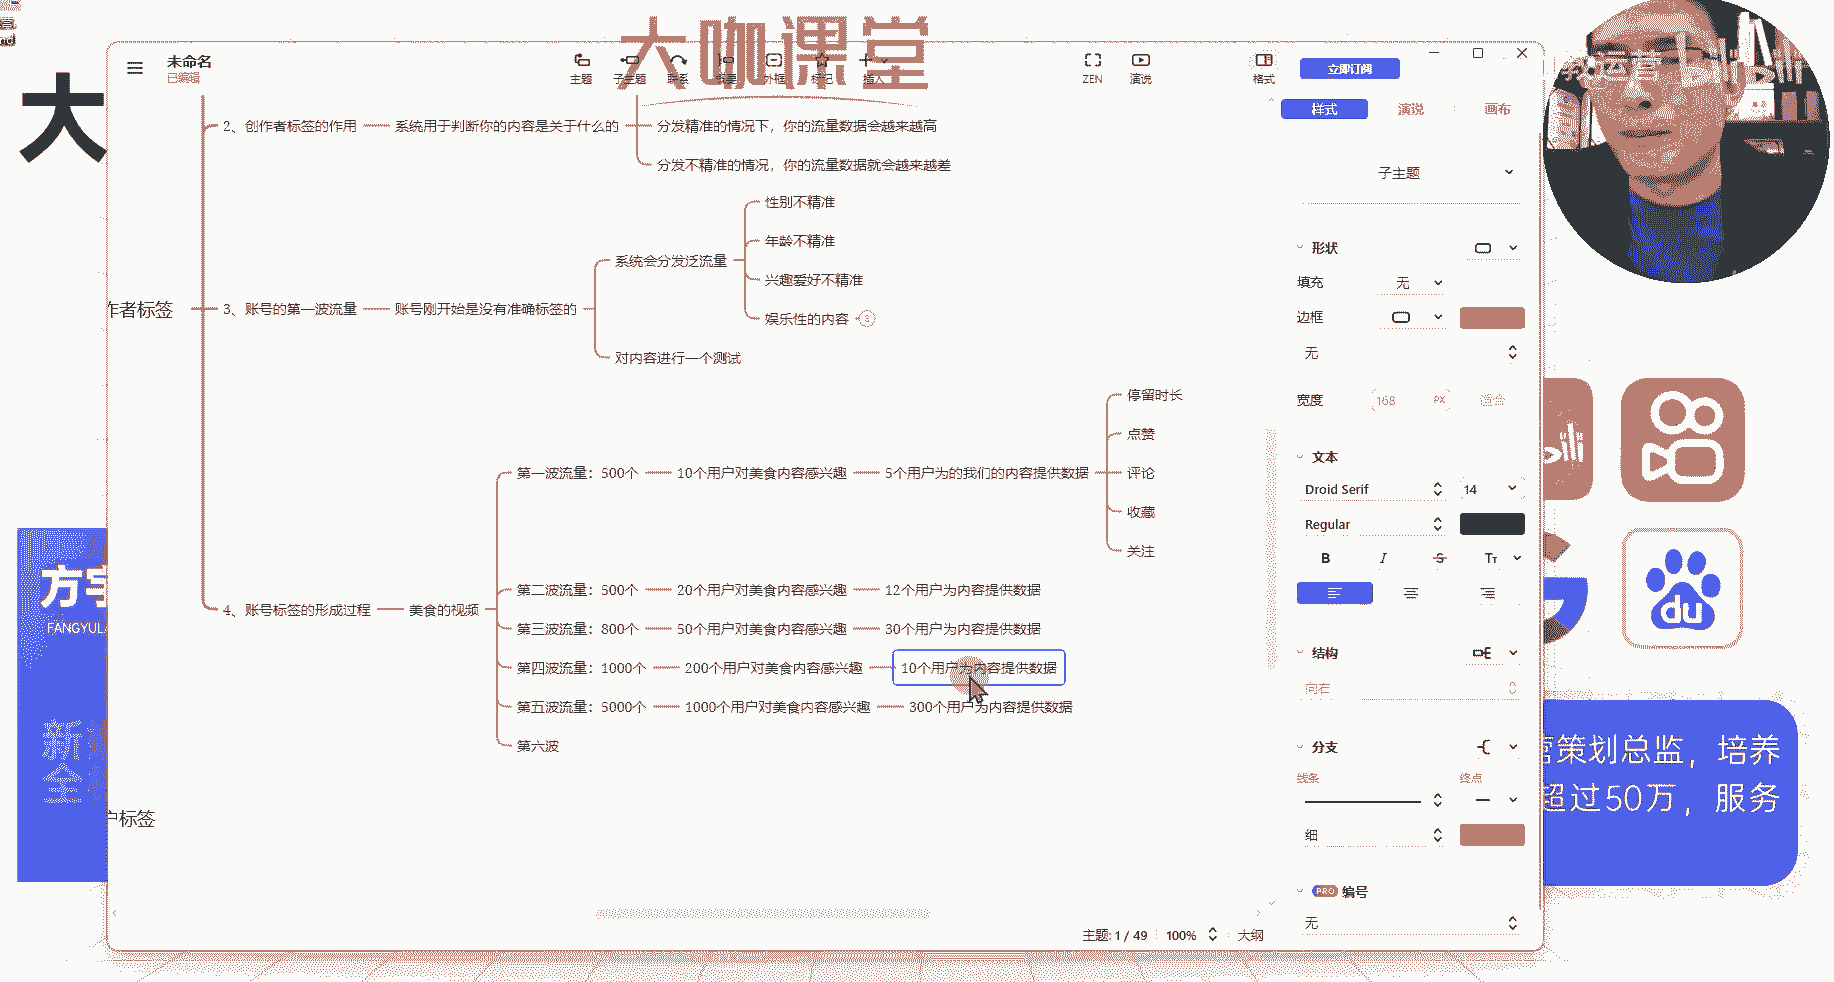 大咖课堂
大
未命名
已编辑
主题
子主题
联系
概要
外框
标记
插入
ZEN
演说
格式
立即订阅
样式
演说
画布
2、创作者标签的作用
系统用于判断你的内容是关于什么的
分发精准的情况下，你的流量数据会越来越高
分发不精准的情况，你的流量数据就会越来越差
作者标签
3、账号的第一波流量
账号刚开始是没有准确标签的
系统会分发泛流量
性别不精准
年龄不精准
兴趣爱好不精准
娱乐性的内容
3
对内容进行一个测试
4、账号标签的形成过程
美食的视频
第一波流量：500个
10个用户对美食内容感兴趣
5个用户为的我们的内容提供数据
停留时长
点赞
评论
收藏
关注
第二波流量：500个
20个用户对美食内容感兴趣
12个用户为内容提供数据
第三波流量：800个
50个用户对美食内容感兴趣
30个用户为内容提供数据
第四波流量：1000个
200个用户对美食内容感兴趣
10个用户为内容提供数据
第五波流量：5000个
1000个用户对美食内容感兴趣
300个用户为内容提供数据
第六波
户标签
子主题
形状
填充
无
边框
无
宽度
168
PX
适合
文本
Droid Serif
14
Regular
B
I
S
Tт
结构
向右
分支
线条
终点
细
PRO
编号
无
主题: 1 / 49
100%
大纲
方宇
FANGYUL
新
全
运营
bili
du
营策划总监，培养
超过50万，服务